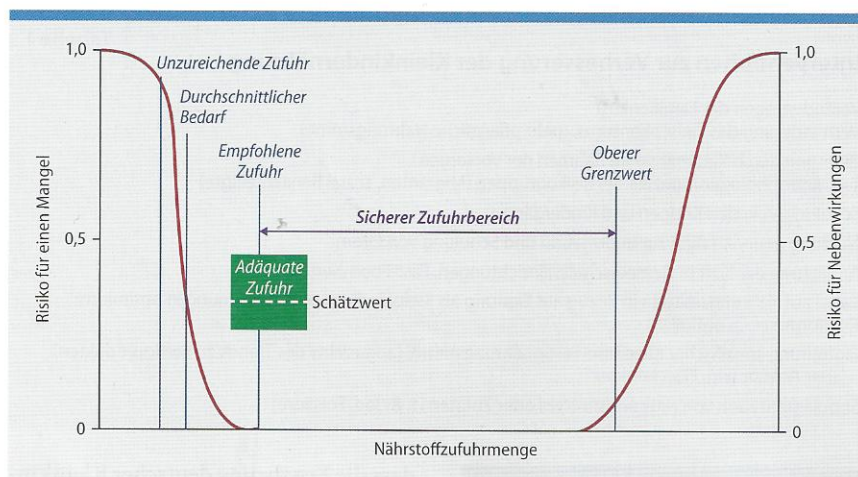 1,0
Unzureichende Zufuhr
Durchschnittlicher
Bedarf
Empfohlene
Zufuhr
Oberer
Grenzwert
1,0
Risiko für einen Mangel
0,5
Sicherer Zufuhrbereich
0,5
Risiko für Nebenwirkungen
Adäquate
Zufuhr
Schätzwert
0
0
Nährstoffzufuhrmenge